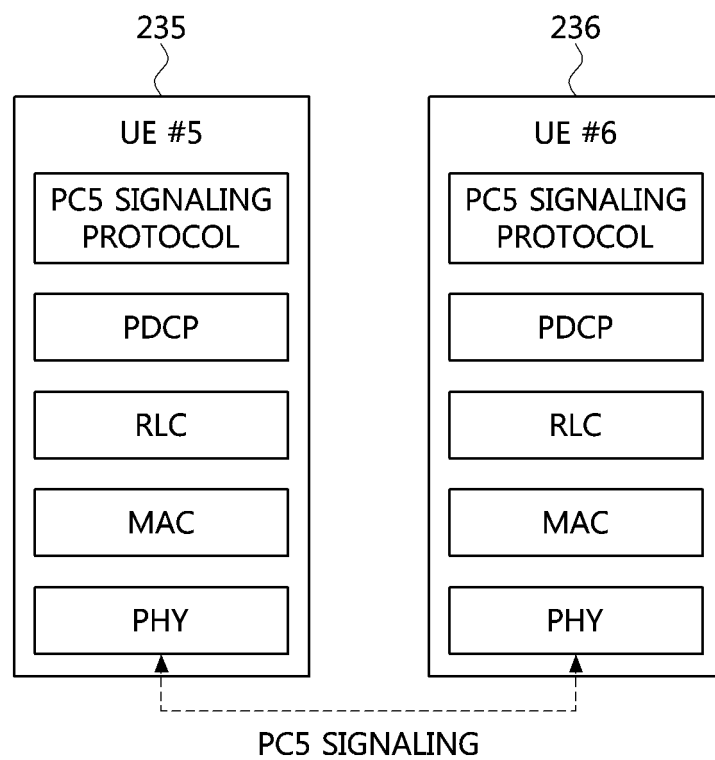 235
236
UE #5
UE #6
PC5 SIGNALING
PROTOCOL
PC5 SIGNALING
PROTOCOL
PDCP
PDCP
RLC
RLC
MAC
MAC
PHY
PHY
PC5 SIGNALING